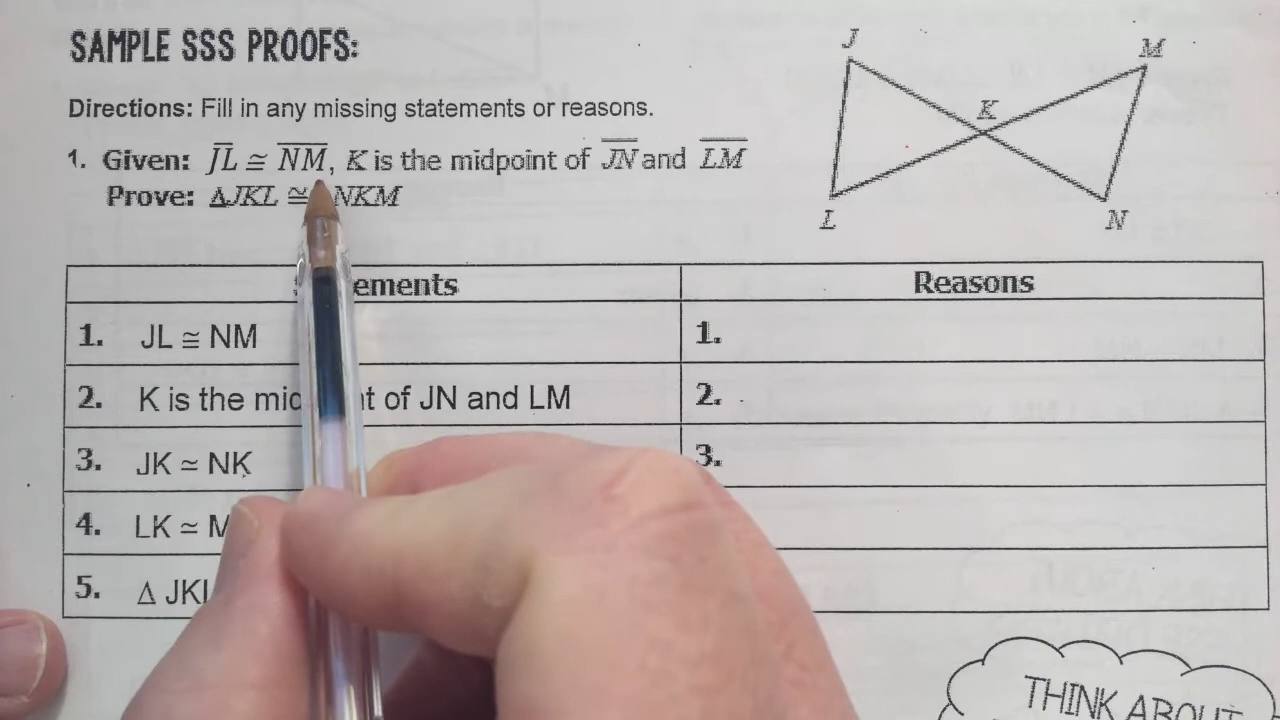 SAMPLE SSS PROOFS:
Directions: Fill in any missing statements or reasons.
1. Given: JL ≅ NM, K is the midpoint of JN and LM
Prove: ΔJKL ≅ NKM
J
M
K
L
N
Reasons
1. JL ≅ NM
1.
2. K is the of JN and LM
2.
3. JK ≃ NK
3.
4. LK ≃
5. Δ
THINK ABOUT